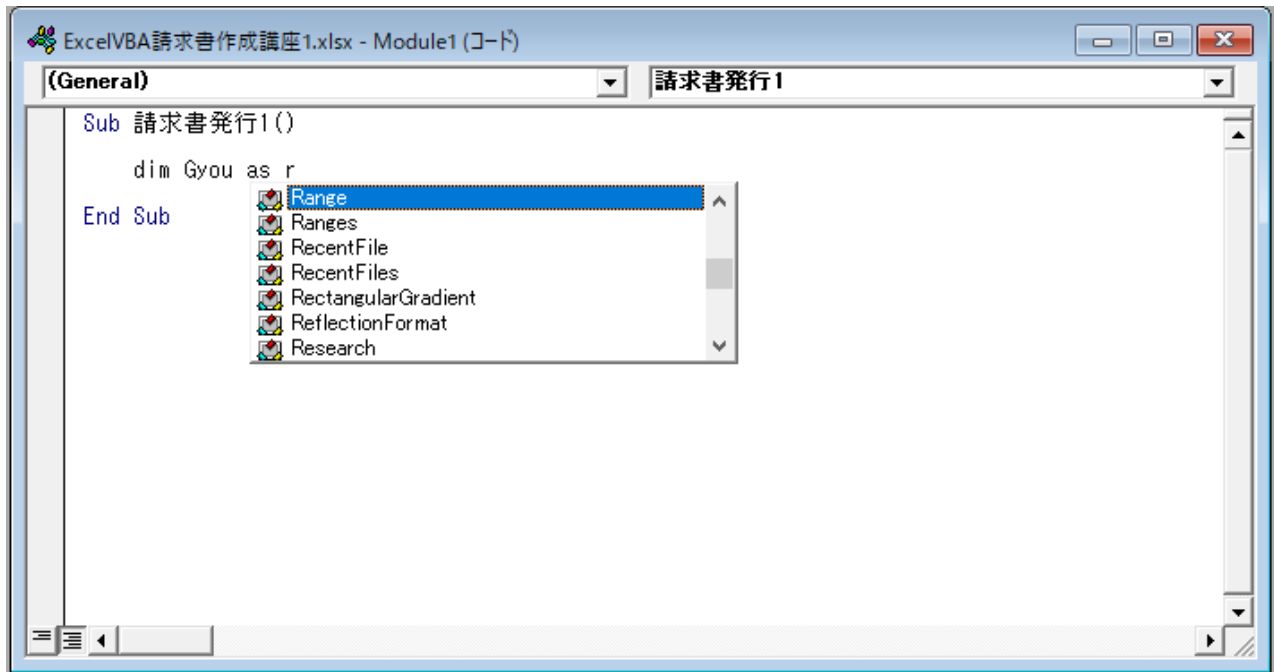 ExcelVBA請求書作成講座1.xlsx - Module1 (コード)
(General)
請求書発行1
Sub 請求書発行1()
dim Gyou as r
Range
Ranges
RecentFile
RecentFiles
RectangularGradient
ReflectionFormat
Research
End Sub